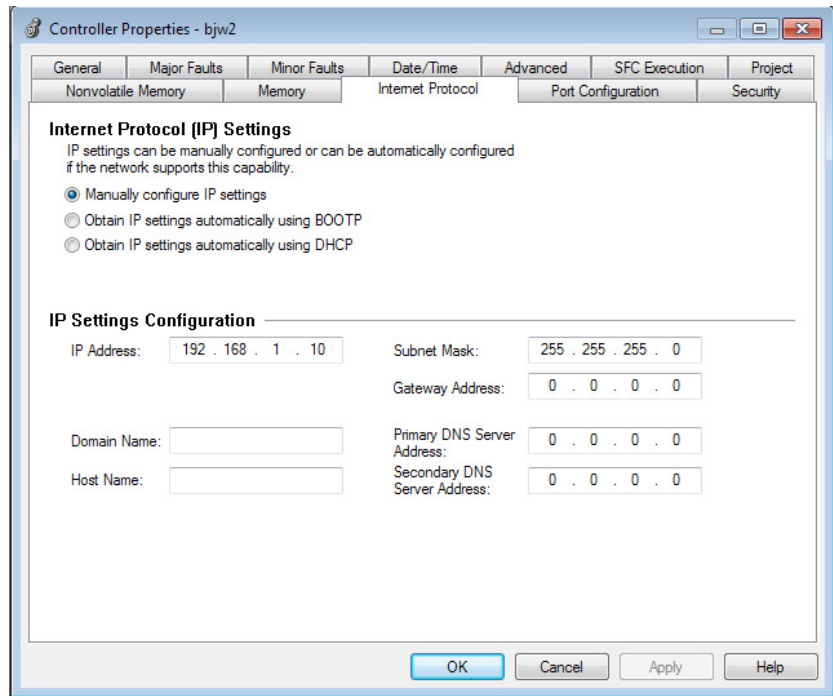 Controller Properties - bjw2
General Major Faults Minor Faults Date/Time Advanced SFC Execution Project
Nonvolatile Memory Memory Internet Protocol Port Configuration Security
Internet Protocol (IP) Settings
IP settings can be manually configured or can be automatically configured
if the network supports this capability.
Manually configure IP settings
Obtain IP settings automatically using BOOTP
Obtain IP settings automatically using DHCP
IP Settings Configuration
IP Address: 192 . 168 . 1 . 10 Subnet Mask: 255 . 255 . 255 . 0
Gateway Address: 0 . 0 . 0 . 0
Domain Name: Primary DNS Server
Address: 0 . 0 . 0 . 0
Host Name: Secondary DNS
Server Address: 0 . 0 . 0 . 0
OK Cancel Apply Help